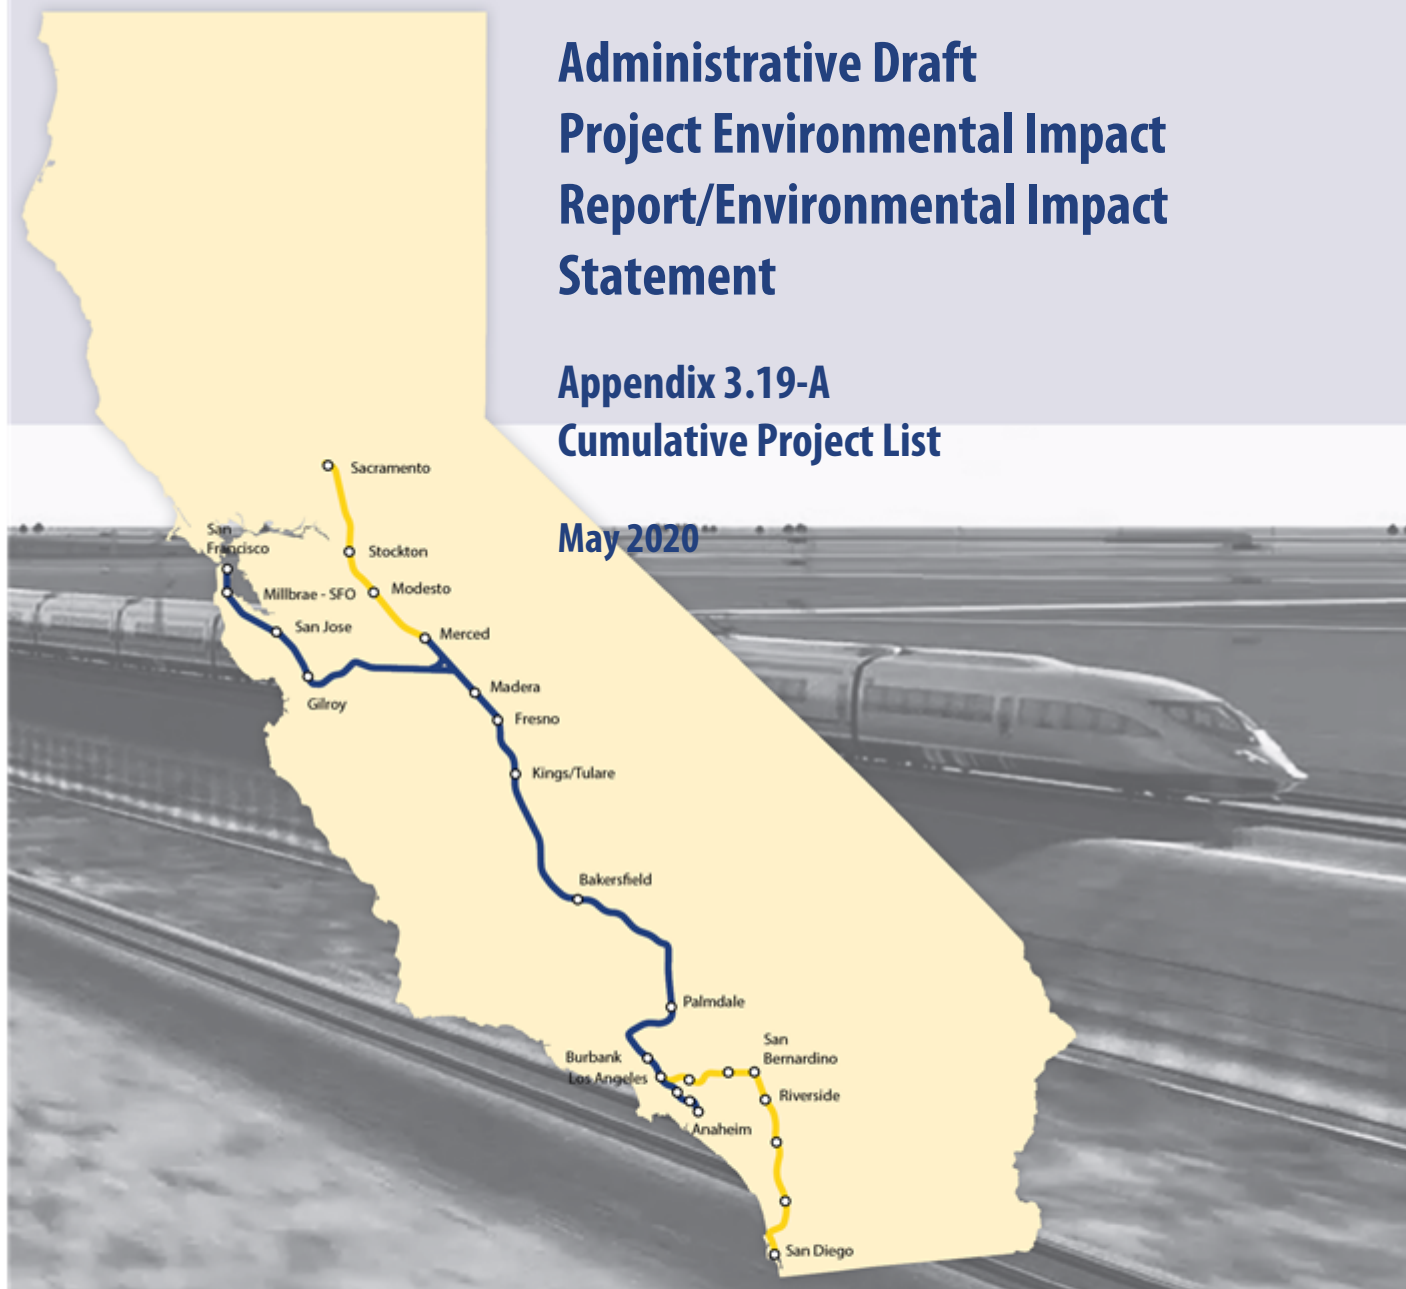 Administrative Draft
Project Environmental Impact
Report/Environmental Impact
Statement
Appendix 3.19-A
Cumulative Project List
May 2020
Sacramento
San
Francisco
Stockton
Millbrae - SFO
Modesto
San Jose
Merced
Gilroy
Madera
Fresno
Kings/Tulare
Bakersfield
Palmdale
San
Bernardino
Burbank
Los Angeles
Riverside
Anaheim
San Diego